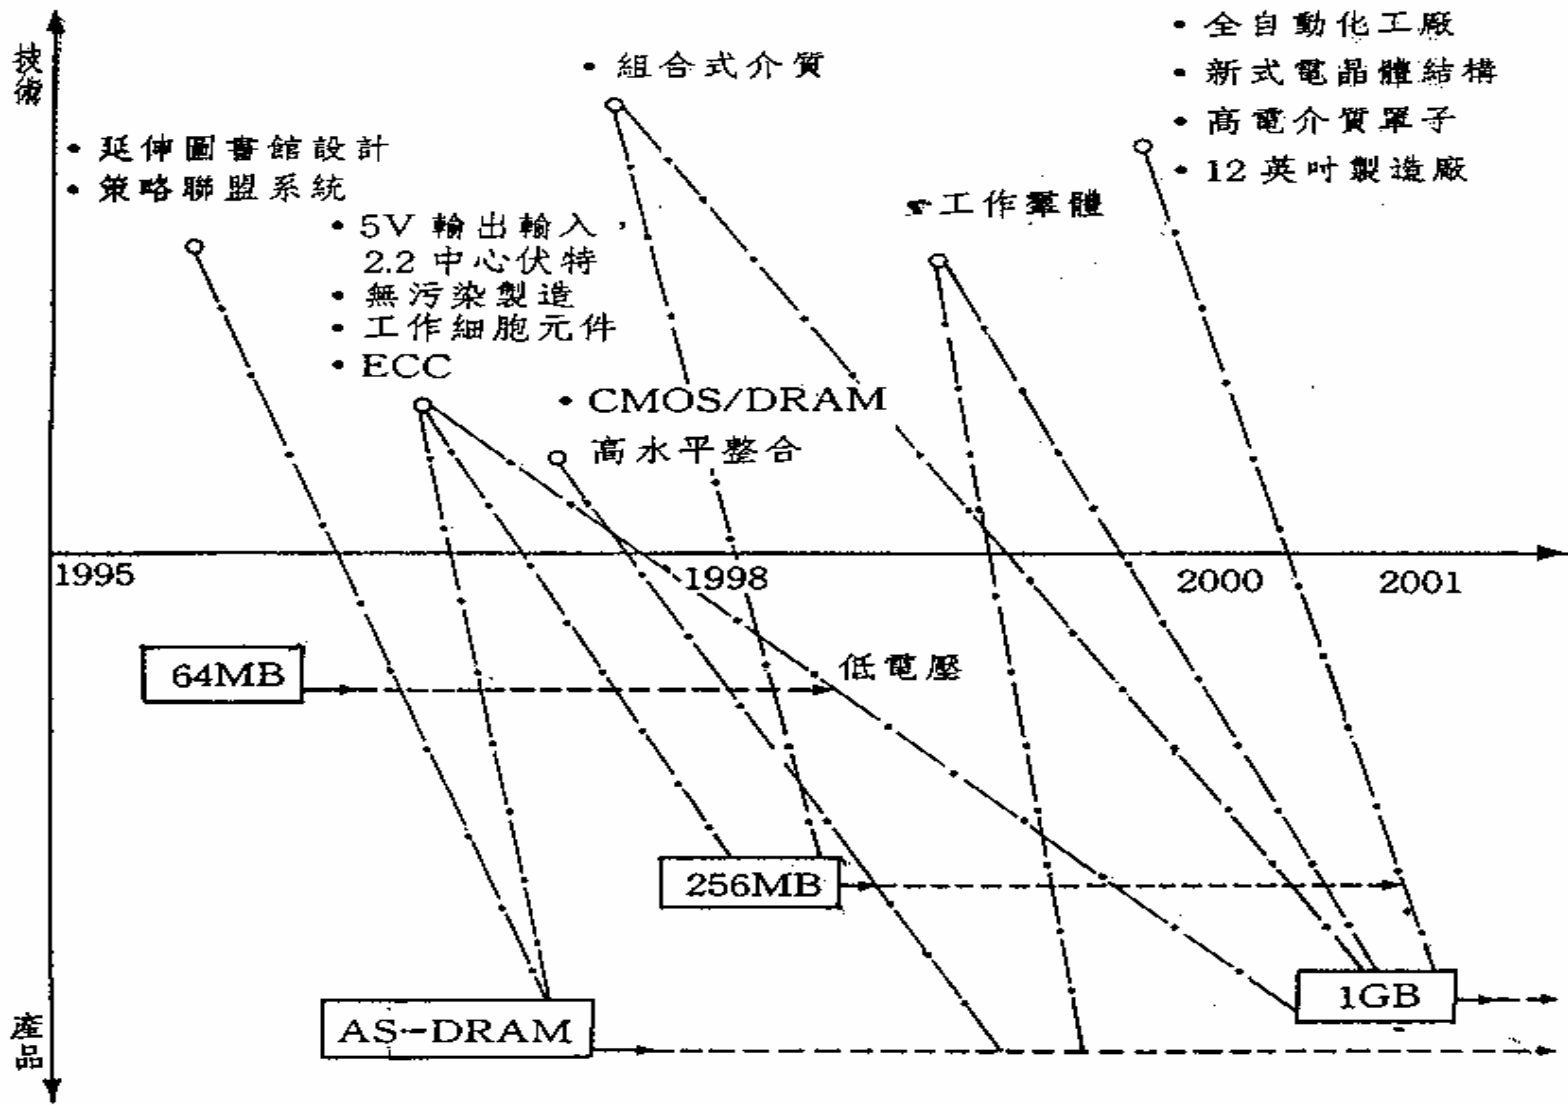 技術
• 組合式介質
• 全自動化工廠
• 新式電晶體結構
• 高電介質單子
• 12 英吋製造廠
• 延伸圖書館設計
• 策略聯盟系統
• 5V 輸出輸入，
2.2 中心伏特
• 無污染製造
• 工作細胞元件
• ECC
• 工作羣體
• CMOS/DRAM
高水平整合
1995
1998
2000
2001
64MB
低電壓
256MB
AS-DRAM
1GB
產品